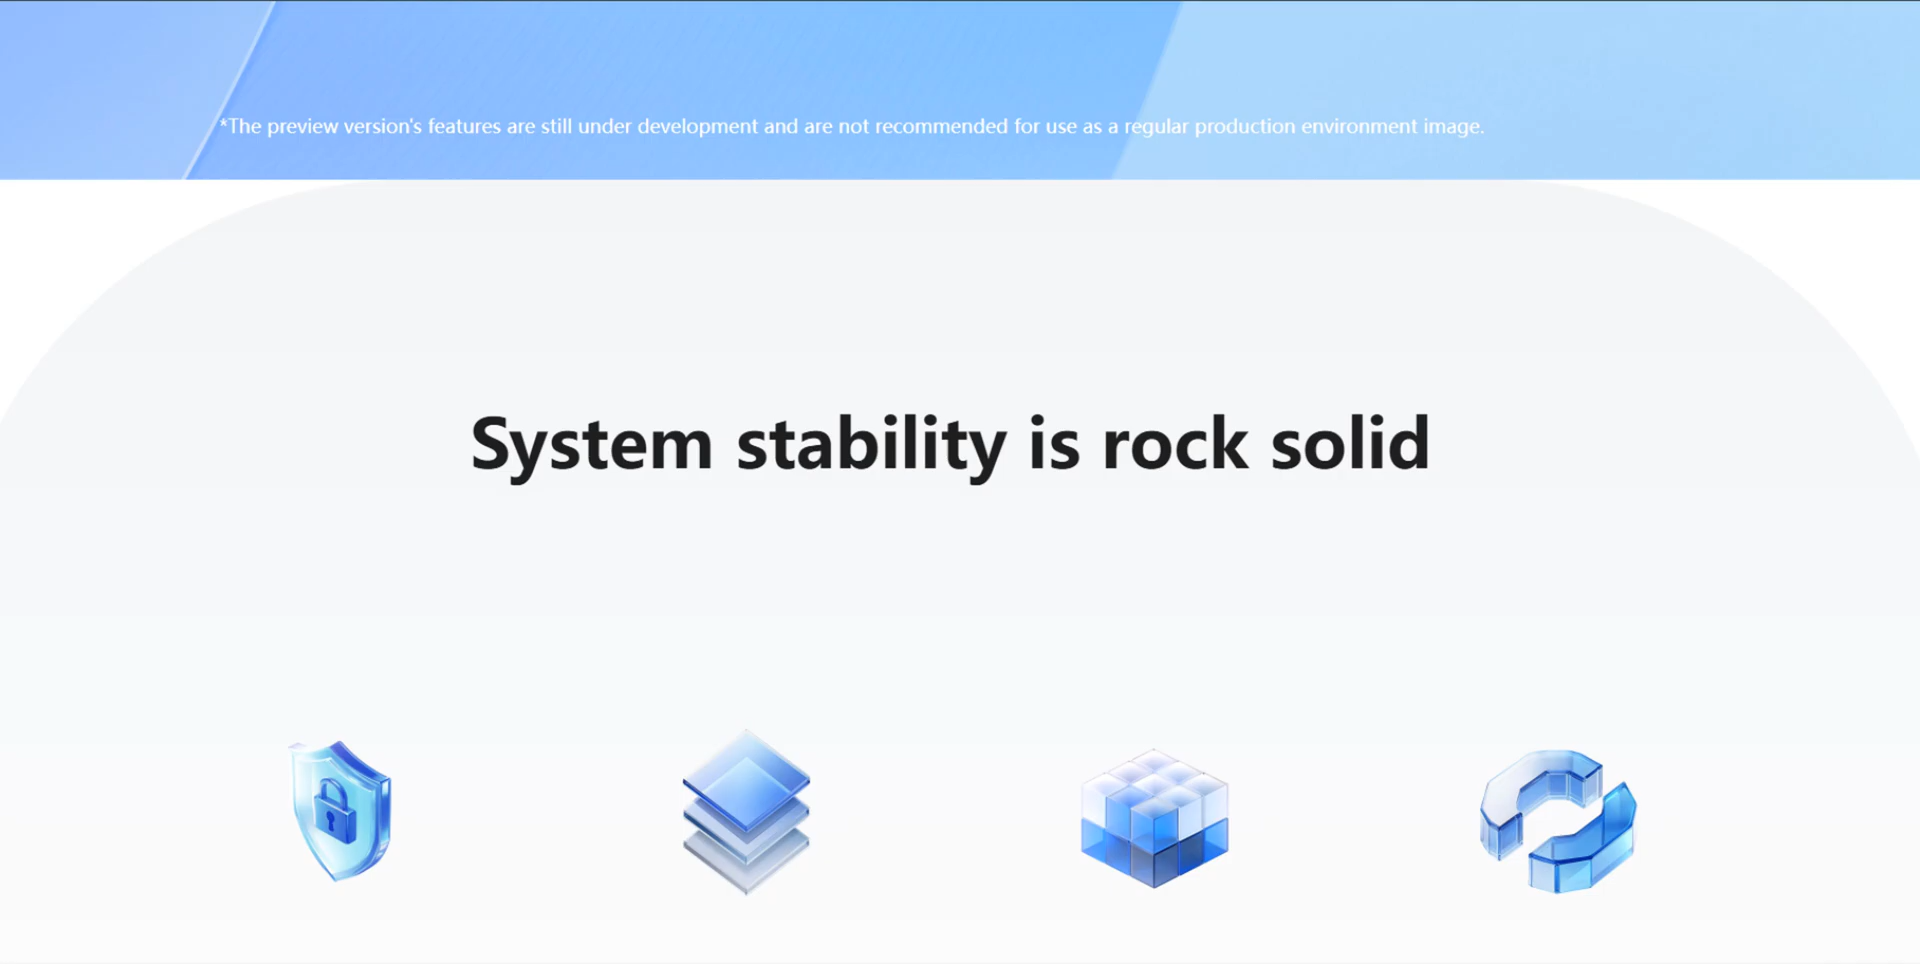 *The preview version's features are still under development and are not recommended for use as a regular production environment image.
System stability is rock solid